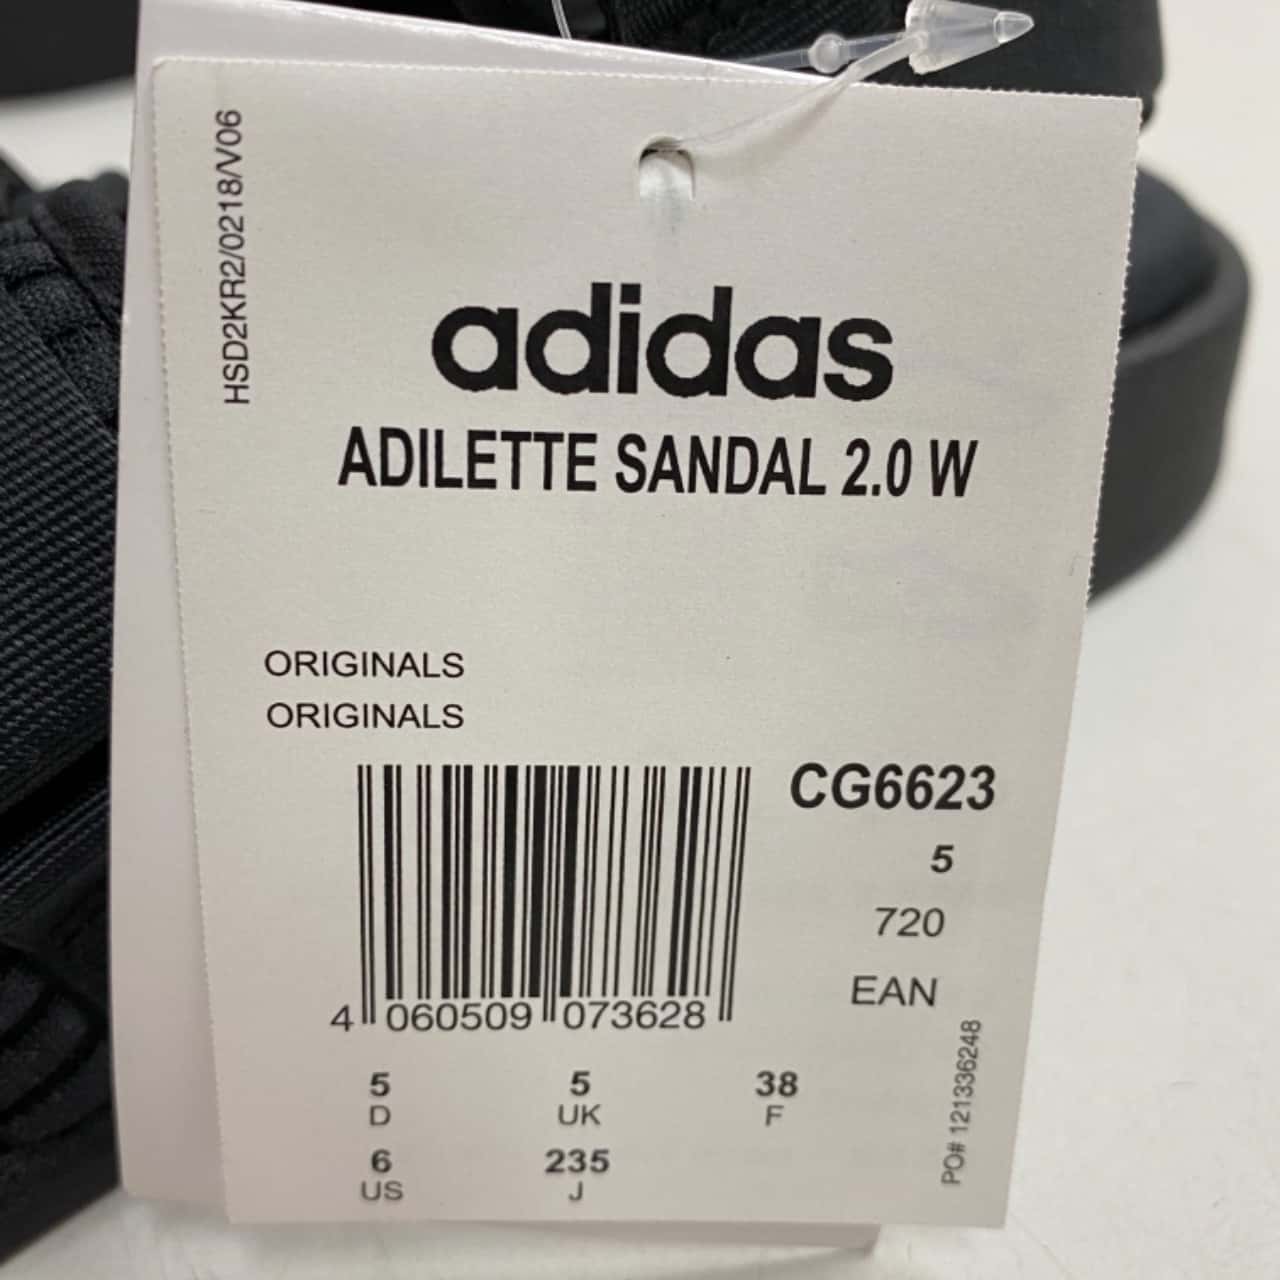 HSD2KR2/0218/V06
adidas
ADILETTE SANDAL 2.0 W
ORIGINALS
ORIGINALS
CG6623
5
720
EAN
4 060509 073628
5 5 38
D UK F
6 235
US J
PO# 121336248